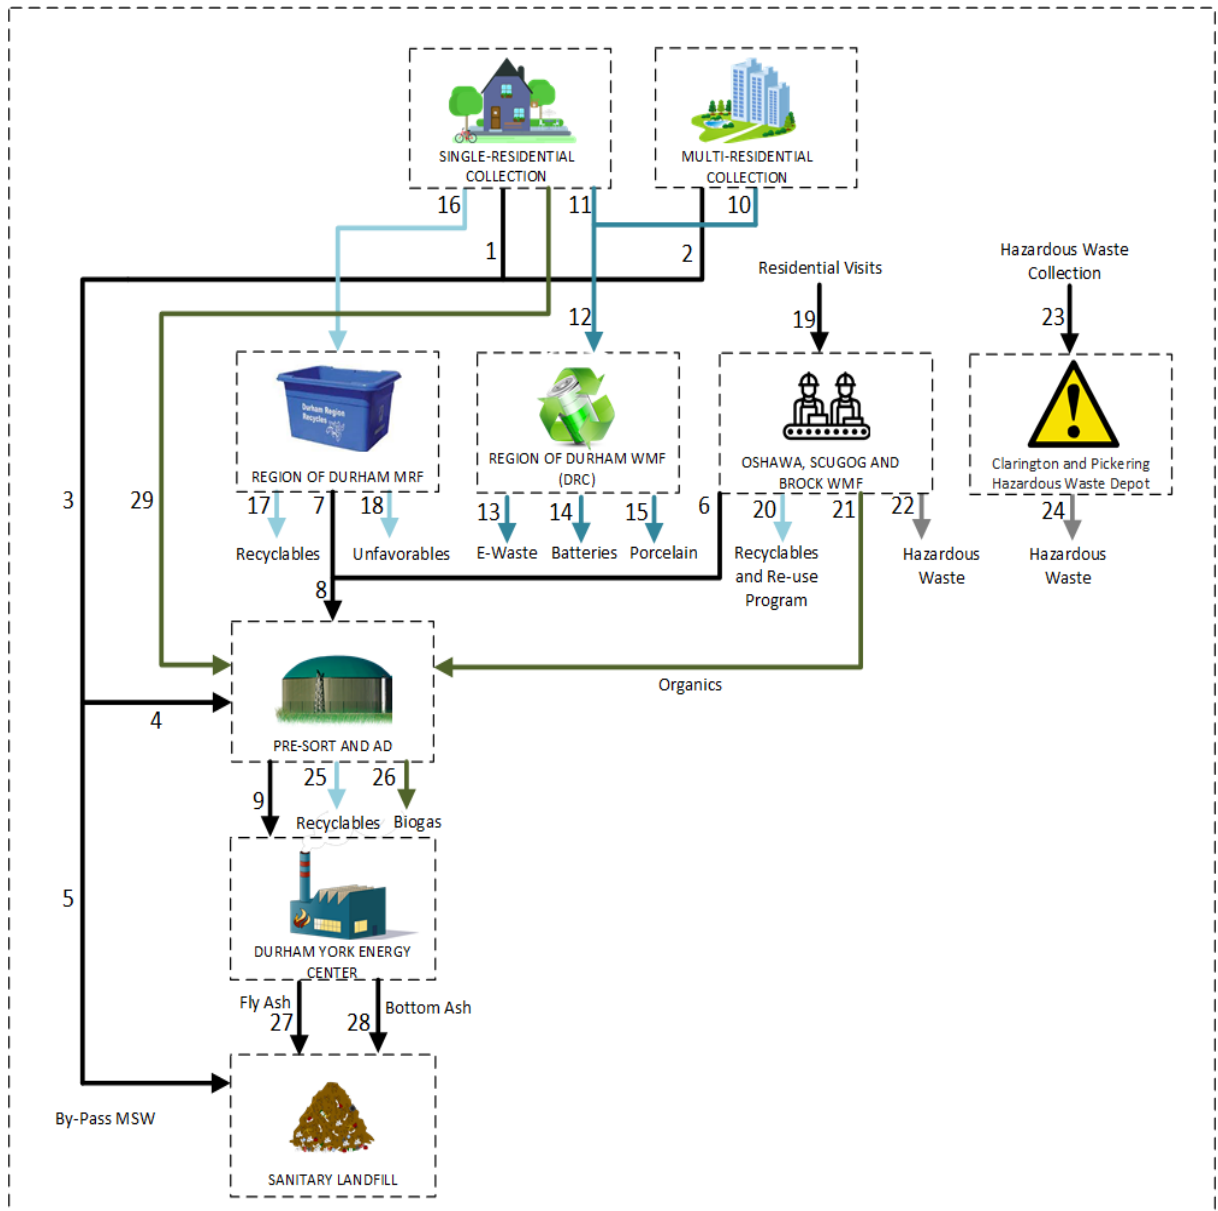 SINGLE-RESIDENTIAL
COLLECTION
MULTI-RESIDENTIAL
COLLECTION
16
11
10
1
2
Residential Visits
Hazardous Waste
Collection
12
19
23
Durham Region
Recycles
REGION OF DURHAM MRF
REGION OF DURHAM WMF
(DRC)
OSHAWA, SCUGOG AND
BROCK WMF
Clarington and Pickering
Hazardous Waste Depot
3
29
17
7
18
13
14
15
6
20
21
22
24
Recyclables
Unfavorables
E-Waste
Batteries
Porcelain
Recyclables
and Re-use
Program
Hazardous
Waste
Hazardous
Waste
8
Organics
4
PRE-SORT AND AD
9
25
26
Recyclables
Biogas
5
DURHAM YORK ENERGY
CENTER
Fly Ash
27
28
Bottom Ash
By-Pass MSW
SANITARY LANDFILL